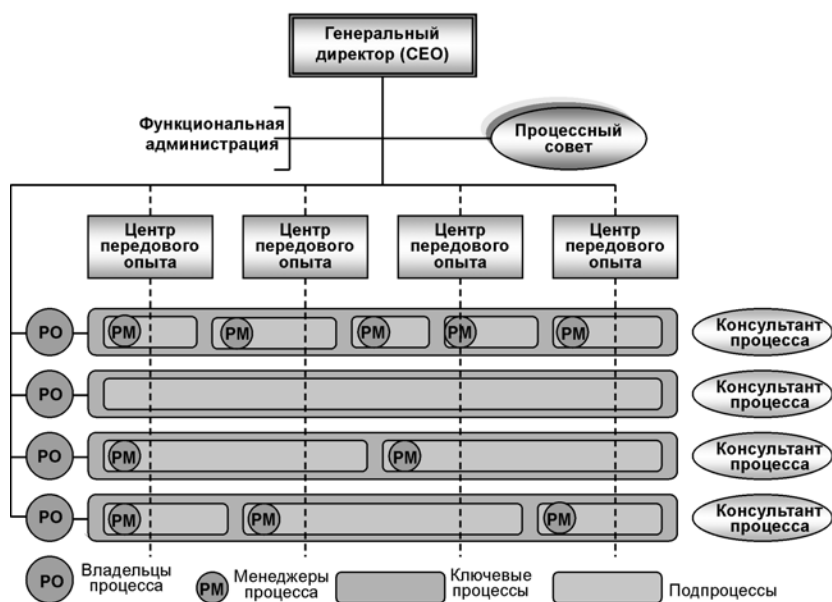 Генеральный
директор (CEO)
Функциональная
администрация
Процессный
совет
Центр
передового
опыта
Центр
передового
опыта
Центр
передового
опыта
Центр
передового
опыта
PO
PM
PM
PM
PM
PM
Консультант
процесса
PO
Консультант
процесса
PO
PM
PM
Консультант
процесса
PO
PM
PM
PM
Консультант
процесса
PO
Владельцы
процесса
PM
Менеджеры
процесса
Ключевые
процессы
Подпроцессы